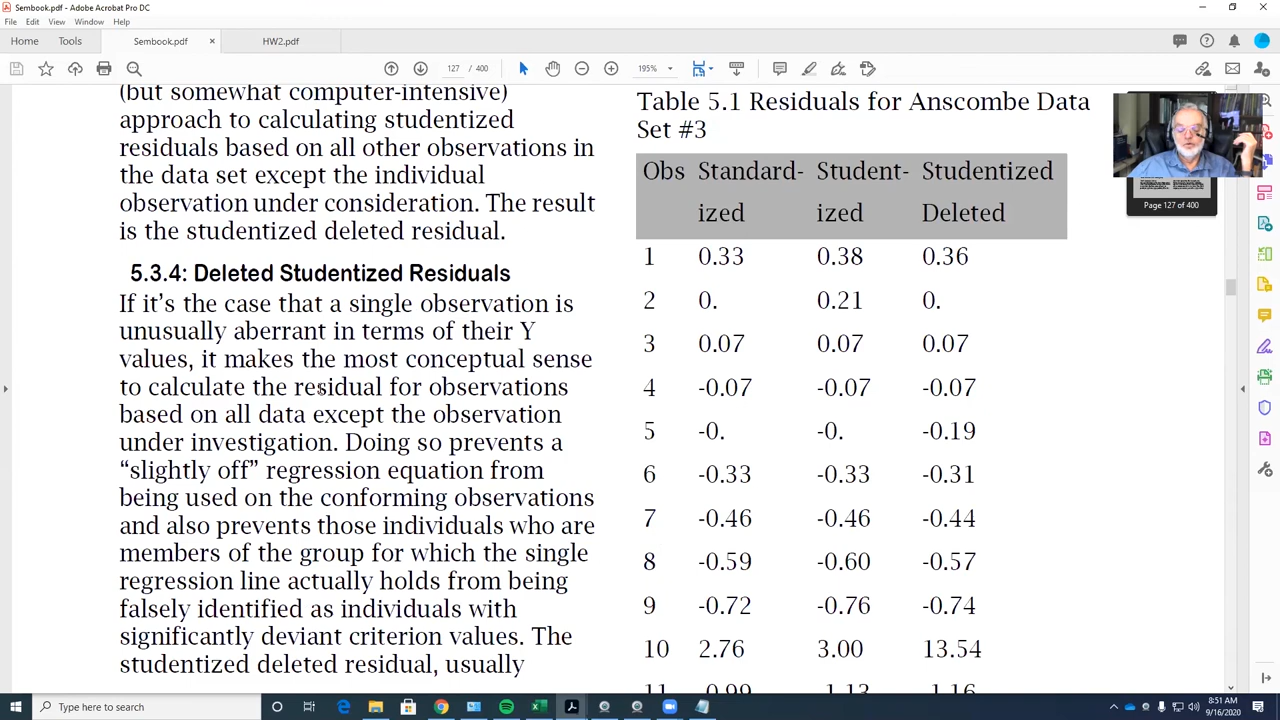 Sembook.pdf - Adobe Acrobat Pro DC
File Edit View Window Help
Home Tools Sembook.pdf × HW2.pdf
127 / 400 195%
(but somewhat computer-intensive)
approach to calculating studentized
residuals based on all other observations in
the data set except the individual
observation under consideration. The result
is the studentized deleted residual.
5.3.4: Deleted Studentized Residuals
If it’s the case that a single observation is
unusually aberrant in terms of their Y
values, it makes the most conceptual sense
to calculate the residual for observations
based on all data except the observation
under investigation. Doing so prevents a
“slightly off” regression equation from
being used on the conforming observations
and also prevents those individuals who are
members of the group for which the single
regression line actually holds from being
falsely identified as individuals with
significantly deviant criterion values. The
studentized deleted residual, usually
Table 5.1 Residuals for Anscombe Data
Set #3
Obs Standard- Student- Studentized
ized ized Deleted
1 0.33 0.38 0.36
2 0. 0.21 0.
3 0.07 0.07 0.07
4 -0.07 -0.07 -0.07
5 -0. -0. -0.19
6 -0.33 -0.33 -0.31
7 -0.46 -0.46 -0.44
8 -0.59 -0.60 -0.57
9 -0.72 -0.76 -0.74
10 2.76 3.00 13.54
11 -0.99 -1.13 -1.16
Page 127 of 400
Type here to search
8:51 AM
9/16/2020